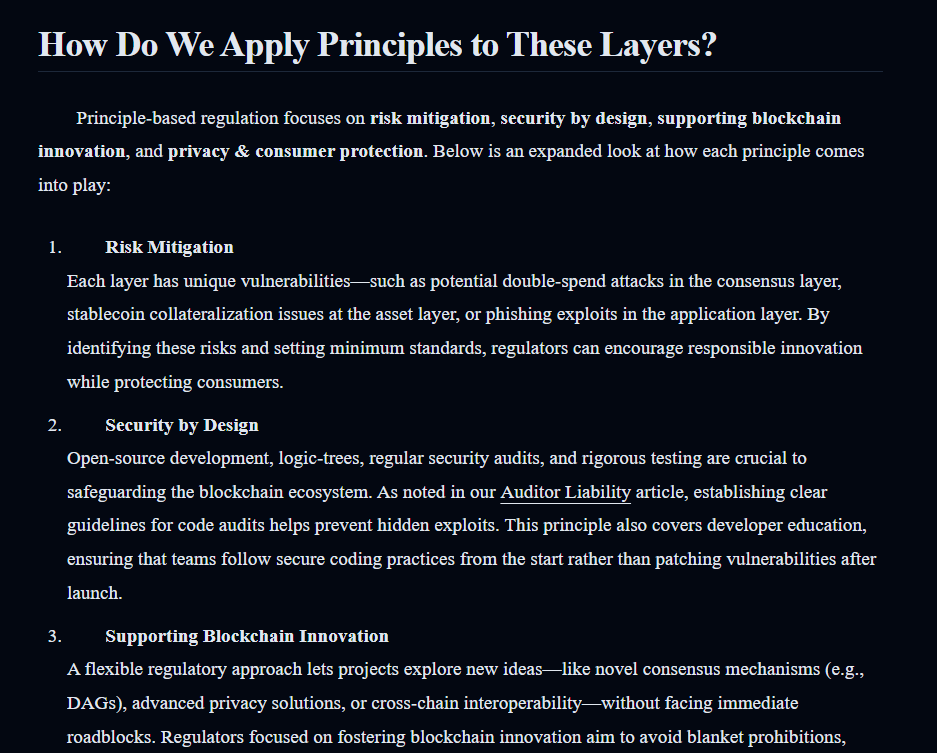 How Do We Apply Principles to These Layers?
Principle-based regulation focuses on risk mitigation, security by design, supporting blockchain
innovation, and privacy & consumer protection. Below is an expanded look at how each principle comes
into play:
1. Risk Mitigation
Each layer has unique vulnerabilities—such as potential double-spend attacks in the consensus layer,
stablecoin collateralization issues at the asset layer, or phishing exploits in the application layer. By
identifying these risks and setting minimum standards, regulators can encourage responsible innovation
while protecting consumers.
2. Security by Design
Open-source development, logic-trees, regular security audits, and rigorous testing are crucial to
safeguarding the blockchain ecosystem. As noted in our Auditor Liability article, establishing clear
guidelines for code audits helps prevent hidden exploits. This principle also covers developer education,
ensuring that teams follow secure coding practices from the start rather than patching vulnerabilities after
launch.
3. Supporting Blockchain Innovation
A flexible regulatory approach lets projects explore new ideas—like novel consensus mechanisms (e.g.,
DAGs), advanced privacy solutions, or cross-chain interoperability—without facing immediate
roadblocks. Regulators focused on fostering blockchain innovation aim to avoid blanket prohibitions,